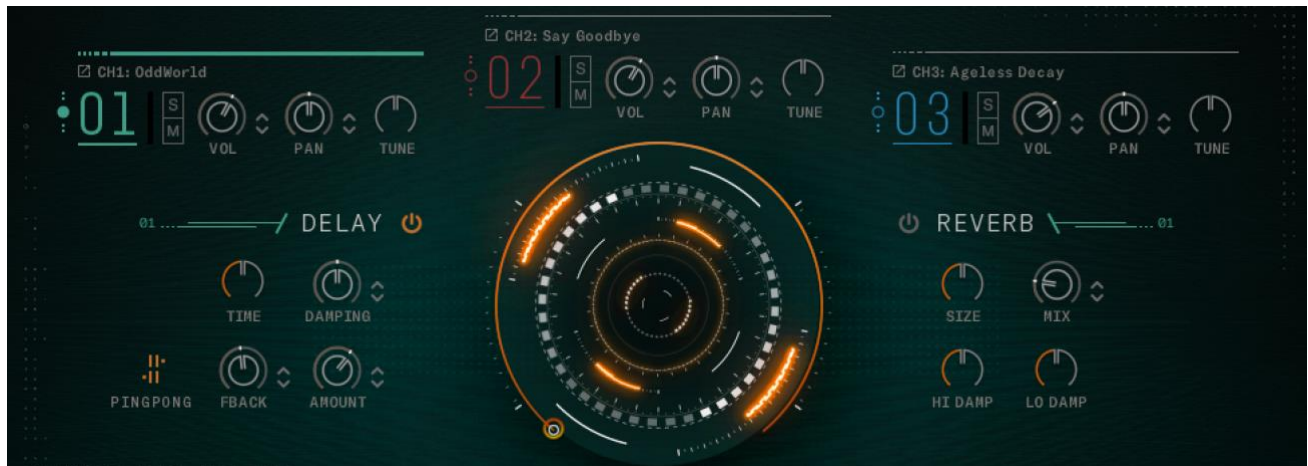 CH1: OddWorld
01
S
M
VOL
PAN
TUNE
CH2: Say Goodbye
02
S
M
VOL
PAN
TUNE
CH3: Ageless Decay
03
S
M
VOL
PAN
TUNE
01
DELAY
TIME
DAMPING
PINGPONG
FBACK
AMOUNT
REVERB
01
SIZE
MIX
HI DAMP
LO DAMP